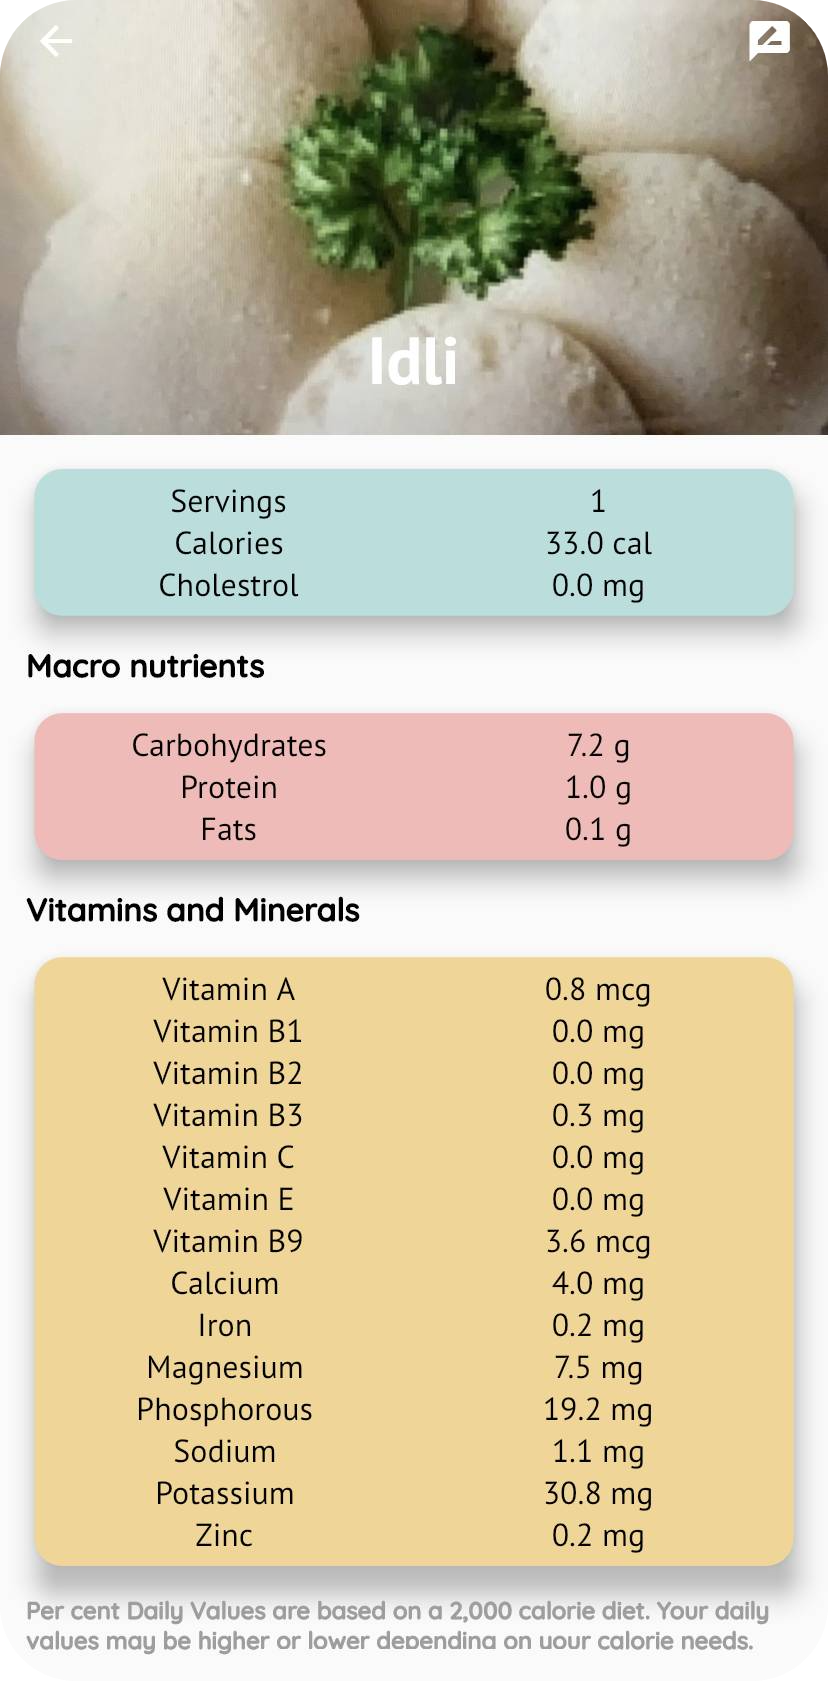 Idli
Servings 1
Calories 33.0 cal
Cholestrol 0.0 mg
Macro nutrients
Carbohydrates 7.2 g
Protein 1.0 g
Fats 0.1 g
Vitamins and Minerals
Vitamin A 0.8 mcg
Vitamin B1 0.0 mg
Vitamin B2 0.0 mg
Vitamin B3 0.3 mg
Vitamin C 0.0 mg
Vitamin E 0.0 mg
Vitamin B9 3.6 mcg
Calcium 4.0 mg
Iron 0.2 mg
Magnesium 7.5 mg
Phosphorous 19.2 mg
Sodium 1.1 mg
Potassium 30.8 mg
Zinc 0.2 mg
Per cent Daily Values are based on a 2,000 calorie diet. Your daily
values may be higher or lower depending on your calorie needs.